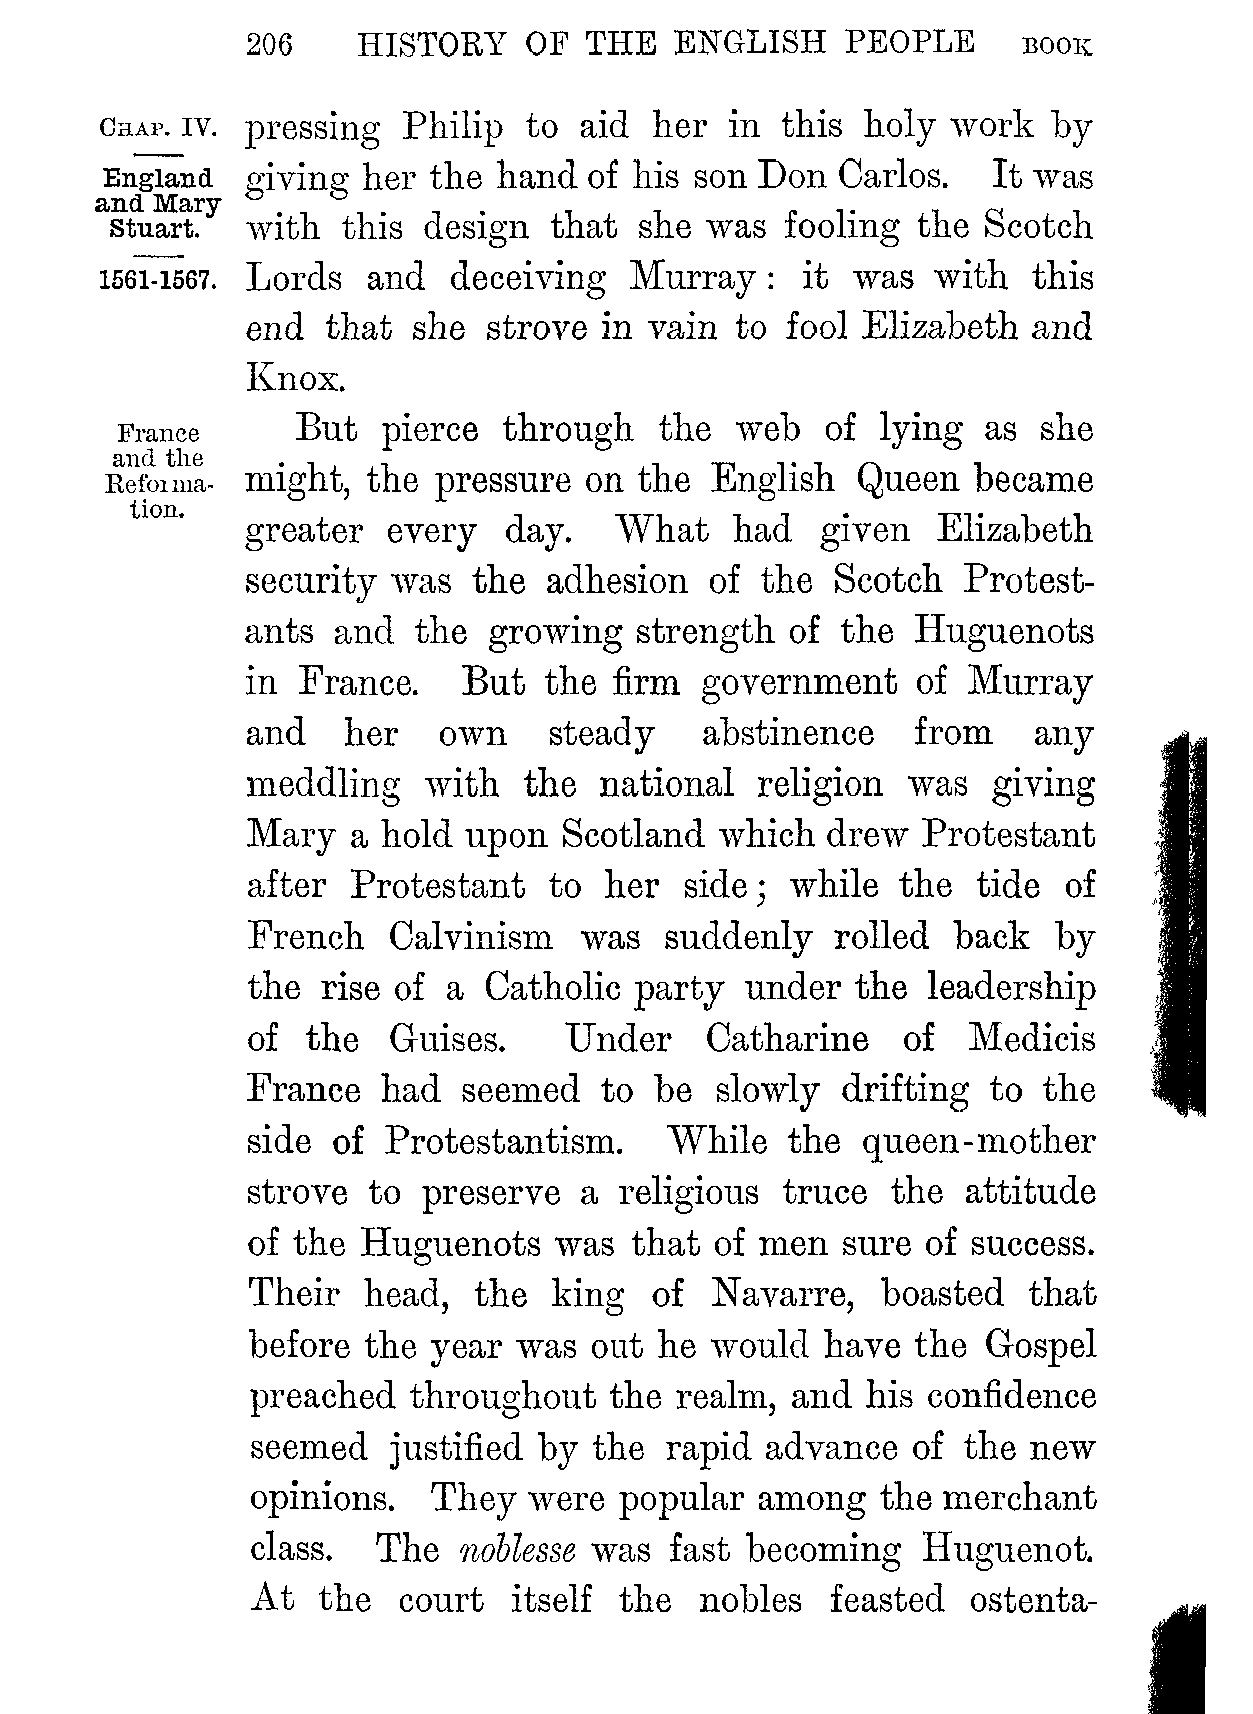 206 HISTORY OF THE ENGLISH PEOPLE BOOK
CHAP. IV.
England
and Mary
Stuart.
1561-1567.
pressing Philip to aid her in this holy work by
giving her the hand of his son Don Carlos. It was
with this design that she was fooling the Scotch
Lords and deceiving Murray : it was with this
end that she strove in vain to fool Elizabeth and
Knox.
France
and the
Reforma-
tion.
But pierce through the web of lying as she
might, the pressure on the English Queen became
greater every day. What had given Elizabeth
security was the adhesion of the Scotch Protest-
ants and the growing strength of the Huguenots
in France. But the firm government of Murray
and her own steady abstinence from any
meddling with the national religion was giving
Mary a hold upon Scotland which drew Protestant
after Protestant to her side ; while the tide of
French Calvinism was suddenly rolled back by
the rise of a Catholic party under the leadership
of the Guises. Under Catharine of Medicis
France had seemed to be slowly drifting to the
side of Protestantism. While the queen-mother
strove to preserve a religious truce the attitude
of the Huguenots was that of men sure of success.
Their head, the king of Navarre, boasted that
before the year was out he would have the Gospel
preached throughout the realm, and his confidence
seemed justified by the rapid advance of the new
opinions. They were popular among the merchant
class. The noblesse was fast becoming Huguenot.
At the court itself the nobles feasted ostenta-